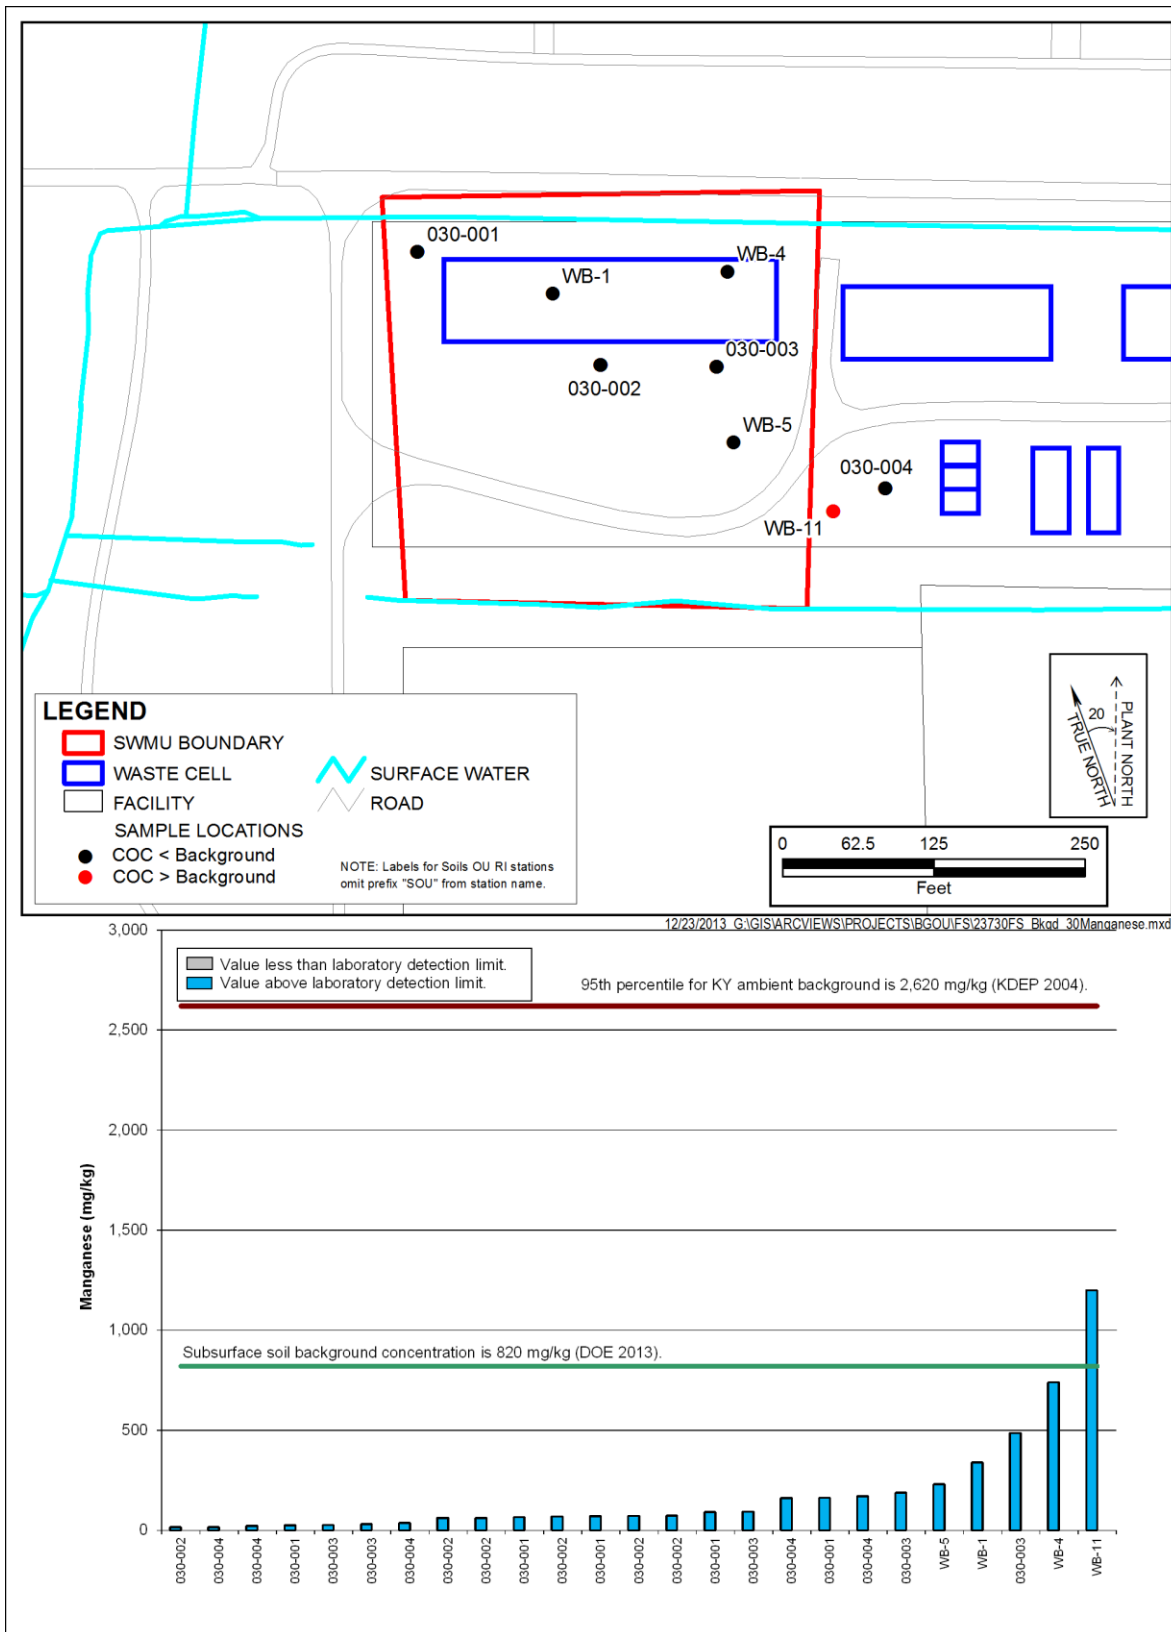 030-001
WB-4
WB-1
030-003
030-002
WB-5
030-004
WB-11
LEGEND
SWMU BOUNDARY
WASTE CELL
SURFACE WATER
FACILITY
ROAD
SAMPLE LOCATIONS
COC < Background
COC > Background
NOTE: Labels for Soils OU RI stations
omit prefix "SOU" from station name.
20
TRUE NORTH
PLANT NORTH
0 62.5 125 250
Feet
12/23/2013 G:\GIS\ARCVIEWS\PROJECTS\BGOU\FS\23730FS_Bkgd_30Manganese.mxd
3,000
Value less than laboratory detection limit.
Value above laboratory detection limit.
95th percentile for KY ambient background is 2,620 mg/kg (KDEP 2004).
2,500
2,000
1,500
1,000
Manganese (mg/kg)
Subsurface soil background concentration is 820 mg/kg (DOE 2013).
500
0
030-002
030-004
030-004
030-001
030-003
030-003
030-004
030-002
030-002
030-001
030-002
030-001
030-002
030-002
030-001
030-003
030-004
030-001
030-004
030-003
WB-5
WB-1
030-003
WB-4
WB-11